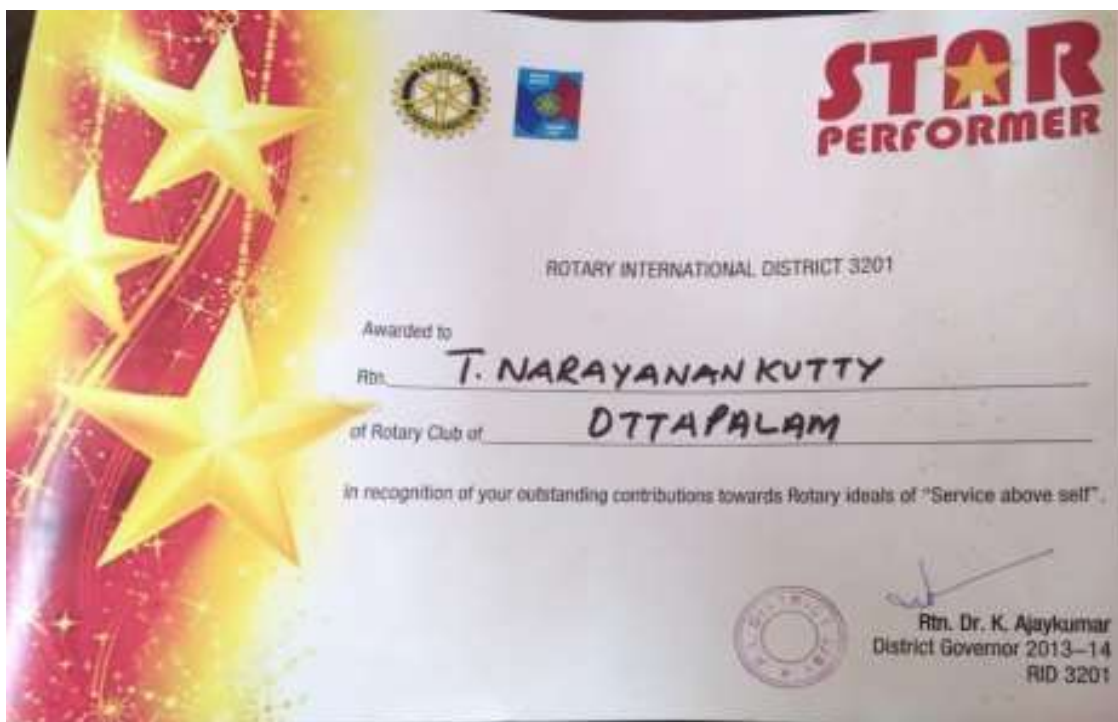 STAR
PERFORMER
ROTARY INTERNATIONAL DISTRICT 3201
Awarded to
Rtn. T. NARAYANAN KUTTY
of Rotary Club of OTTAPALAM
in recognition of your outstanding contributions towards Rotary ideals of "Service above self".
Rtn. Dr. K. Ajaykumar
District Governor 2013–14
RID 3201